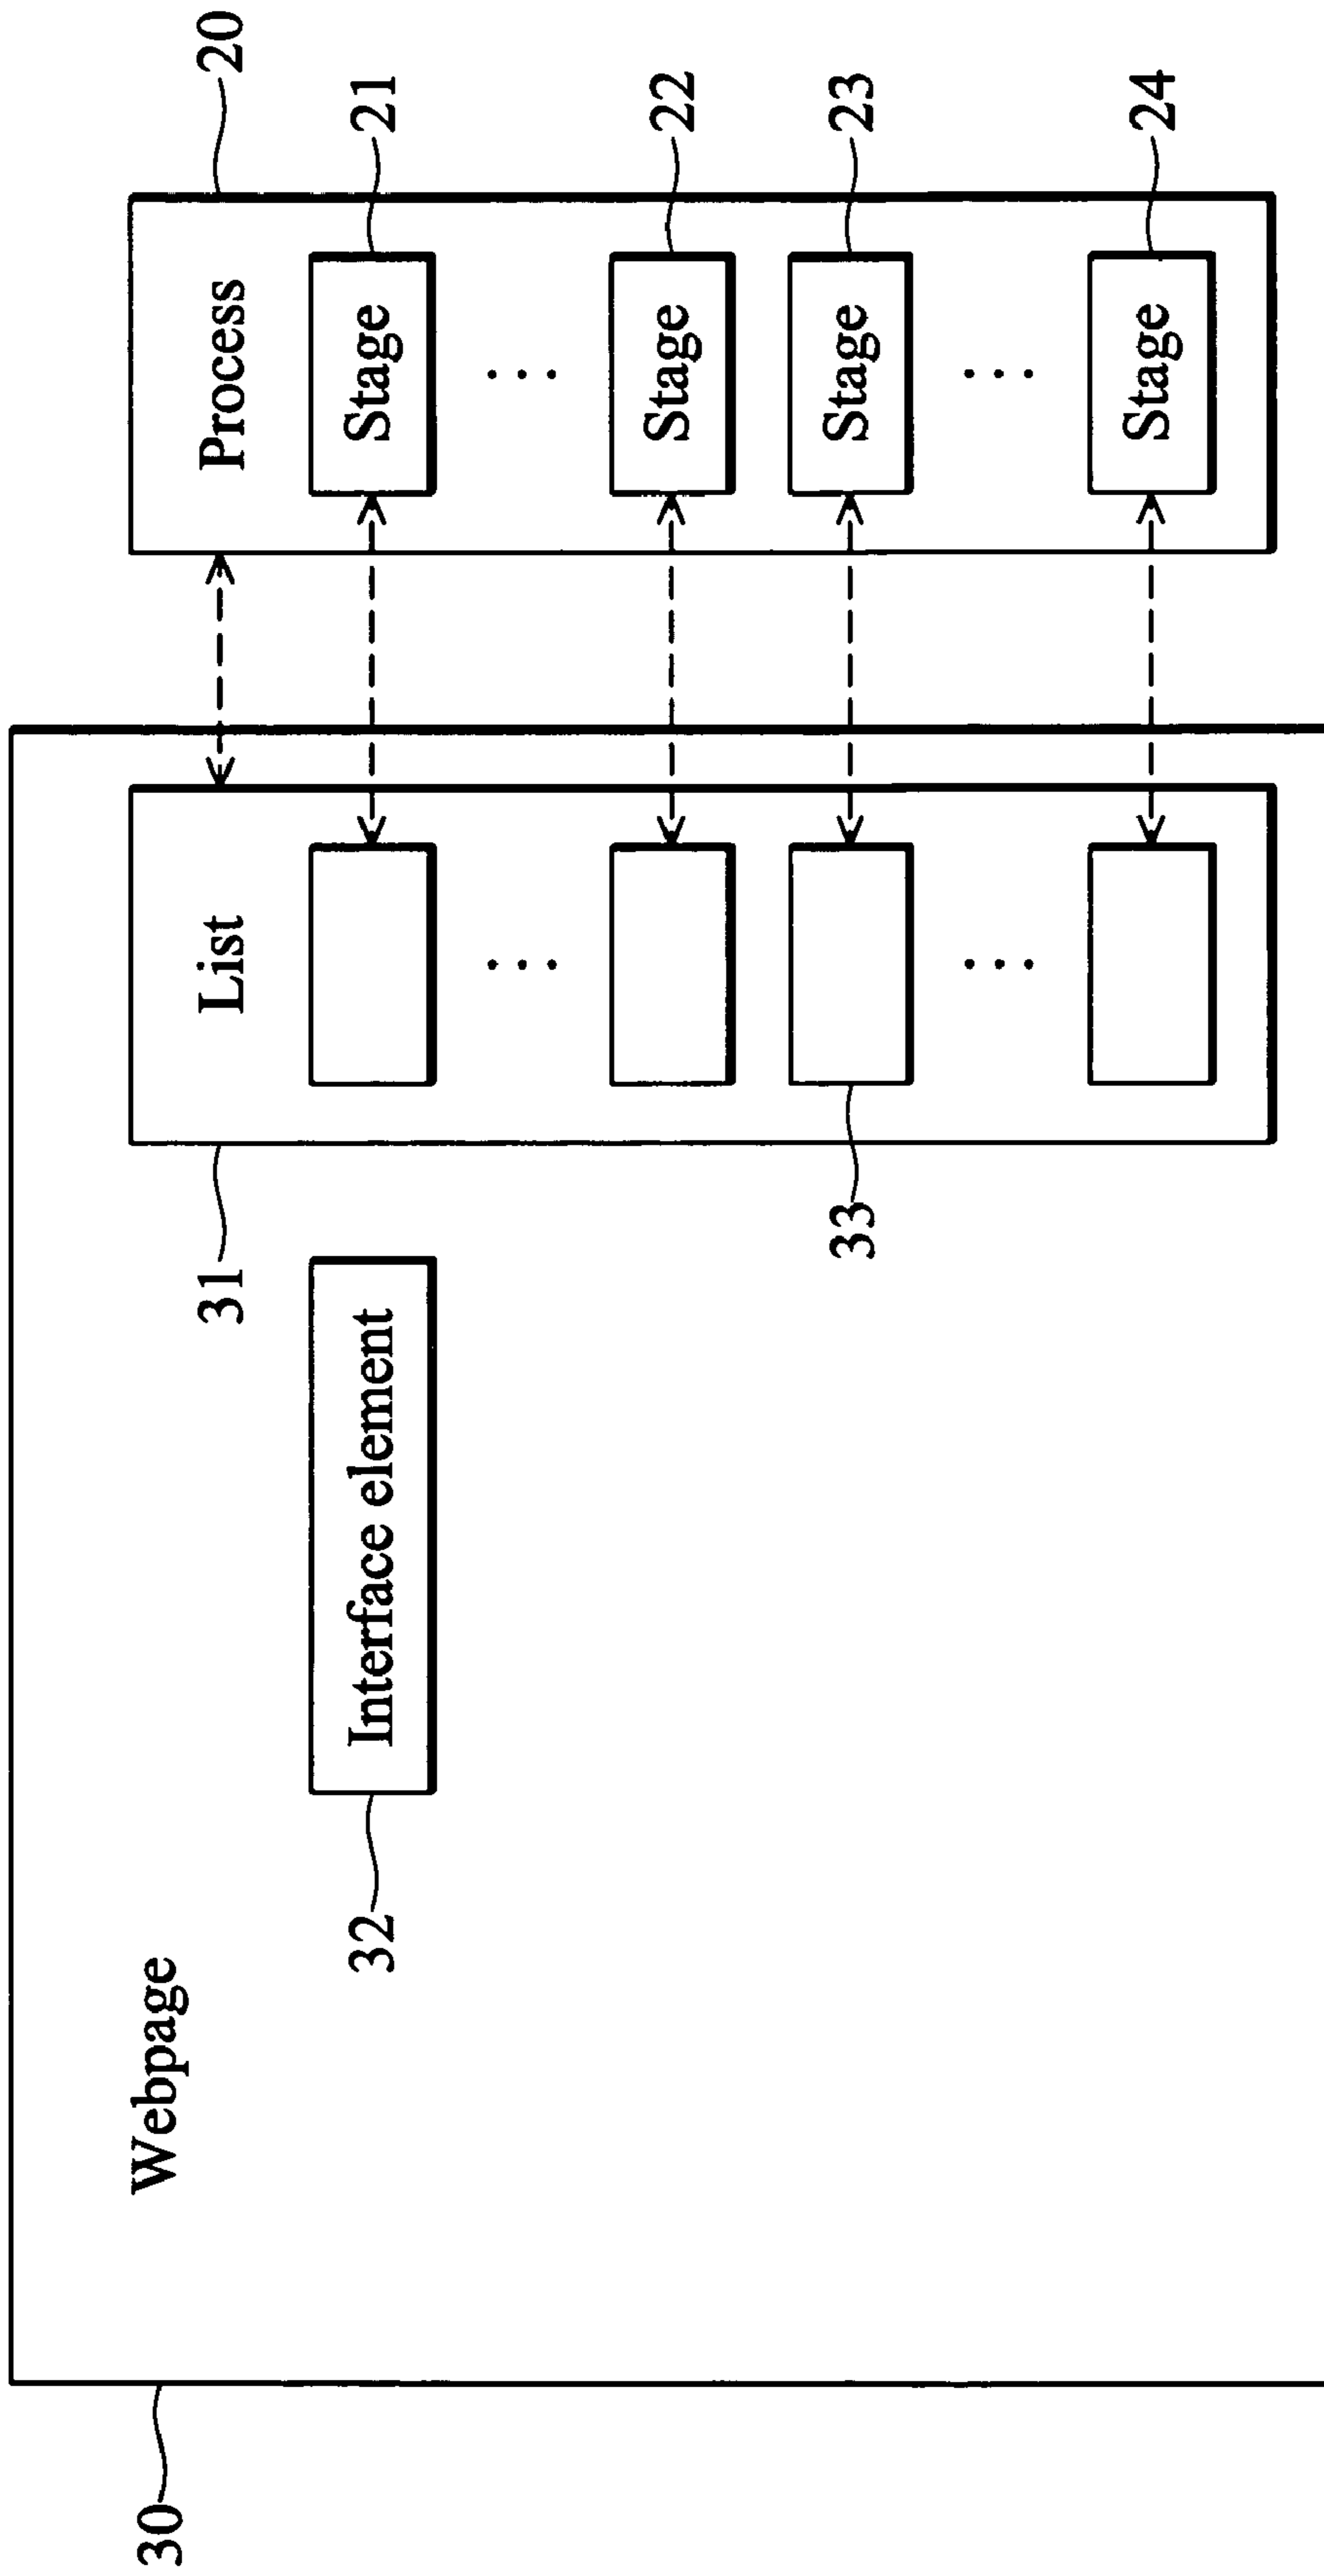 30
Webpage
32
Interface element
31
List
...
33
...
Process
20
Stage
21
...
Stage
22
Stage
23
...
Stage
24